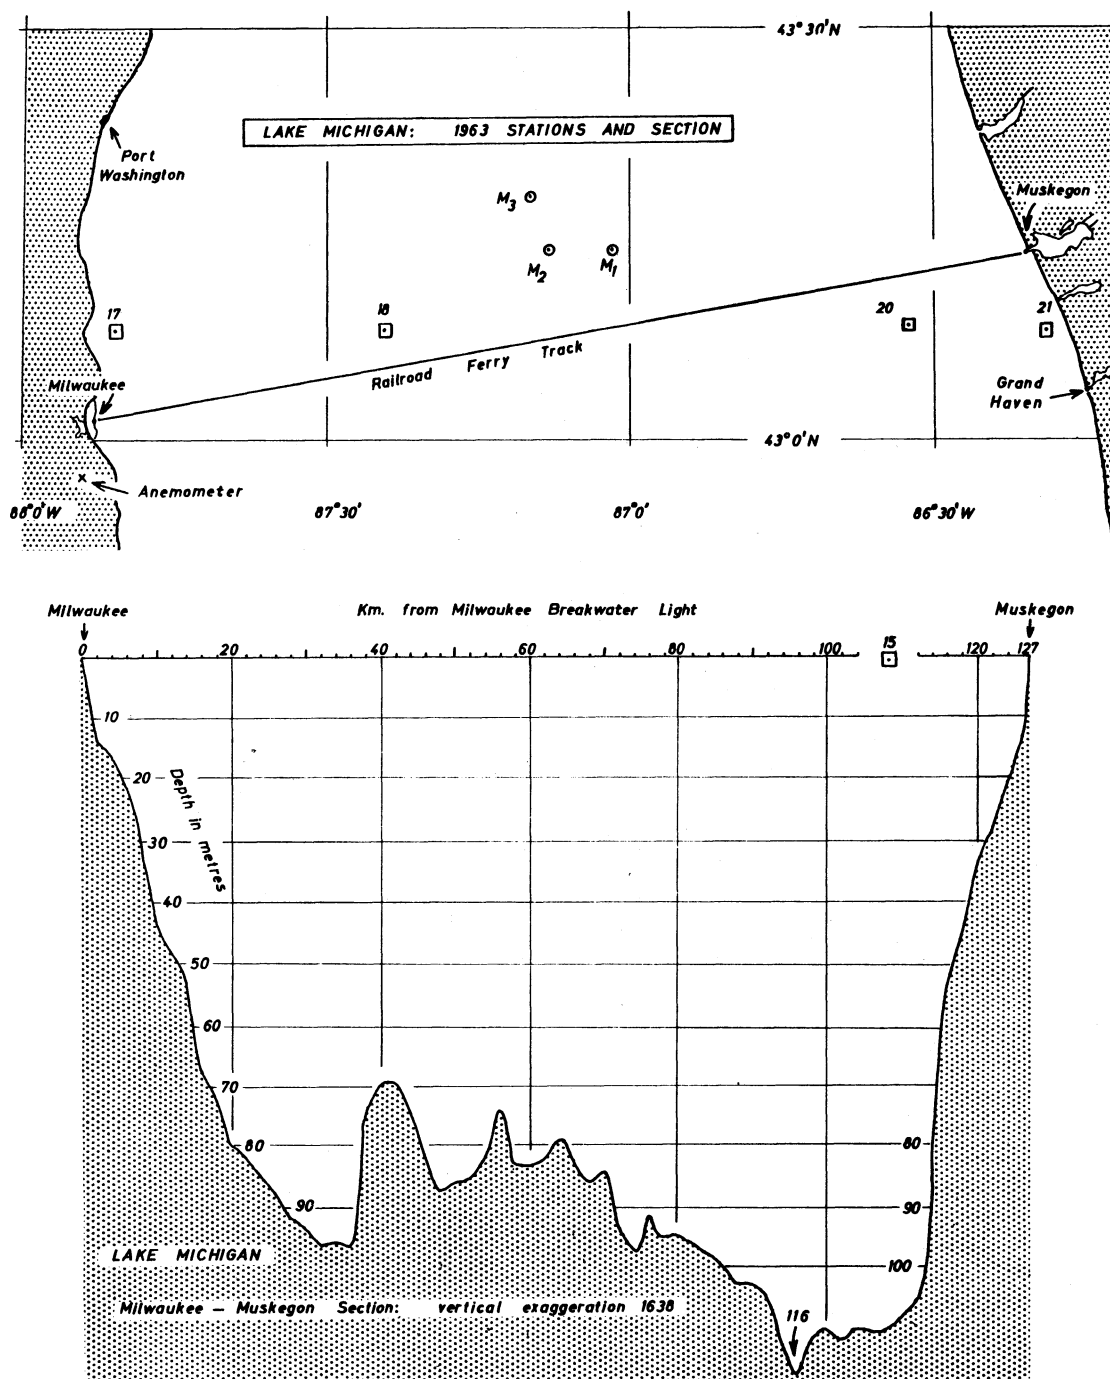 43°30'N
LAKE MICHIGAN: 1963 STATIONS AND SECTION
Port
Washington
M3
Muskegon
M2
M1
17
18
20
21
Railroad Ferry Track
Milwaukee
Grand
Haven
43°0'N
Anemometer
88°0'W
87°30'
87°0'
86°30'W
Milwaukee
Km. from Milwaukee Breakwater Light
Muskegon
0
20
40
60
80
100
15
120
127
10
20
30
40
50
60
70
80
90
Depth in metres
80
90
100
LAKE MICHIGAN
Milwaukee – Muskegon Section: vertical exaggeration 1638
116